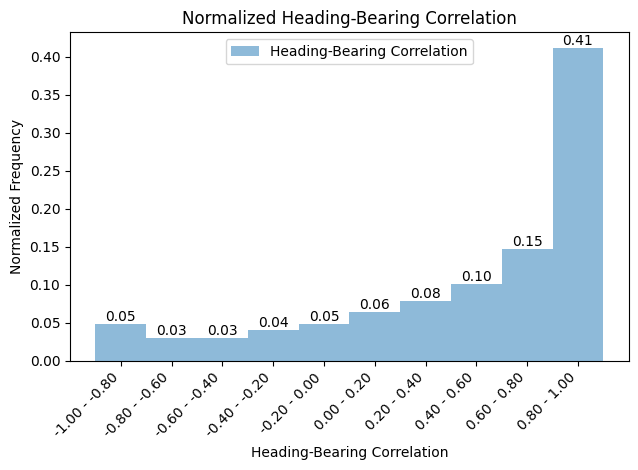 Normalized Heading-Bearing Correlation
Heading-Bearing Correlation
Normalized Frequency
0.40
0.35
0.30
0.25
0.20
0.15
0.10
0.05
0.00
0.05
0.03
0.03
0.04
0.05
0.06
0.08
0.10
0.15
0.41
-1.00 - -0.80
-0.80 - -0.60
-0.60 - -0.40
-0.40 - -0.20
-0.20 - 0.00
0.00 - 0.20
0.20 - 0.40
0.40 - 0.60
0.60 - 0.80
0.80 - 1.00
Heading-Bearing Correlation